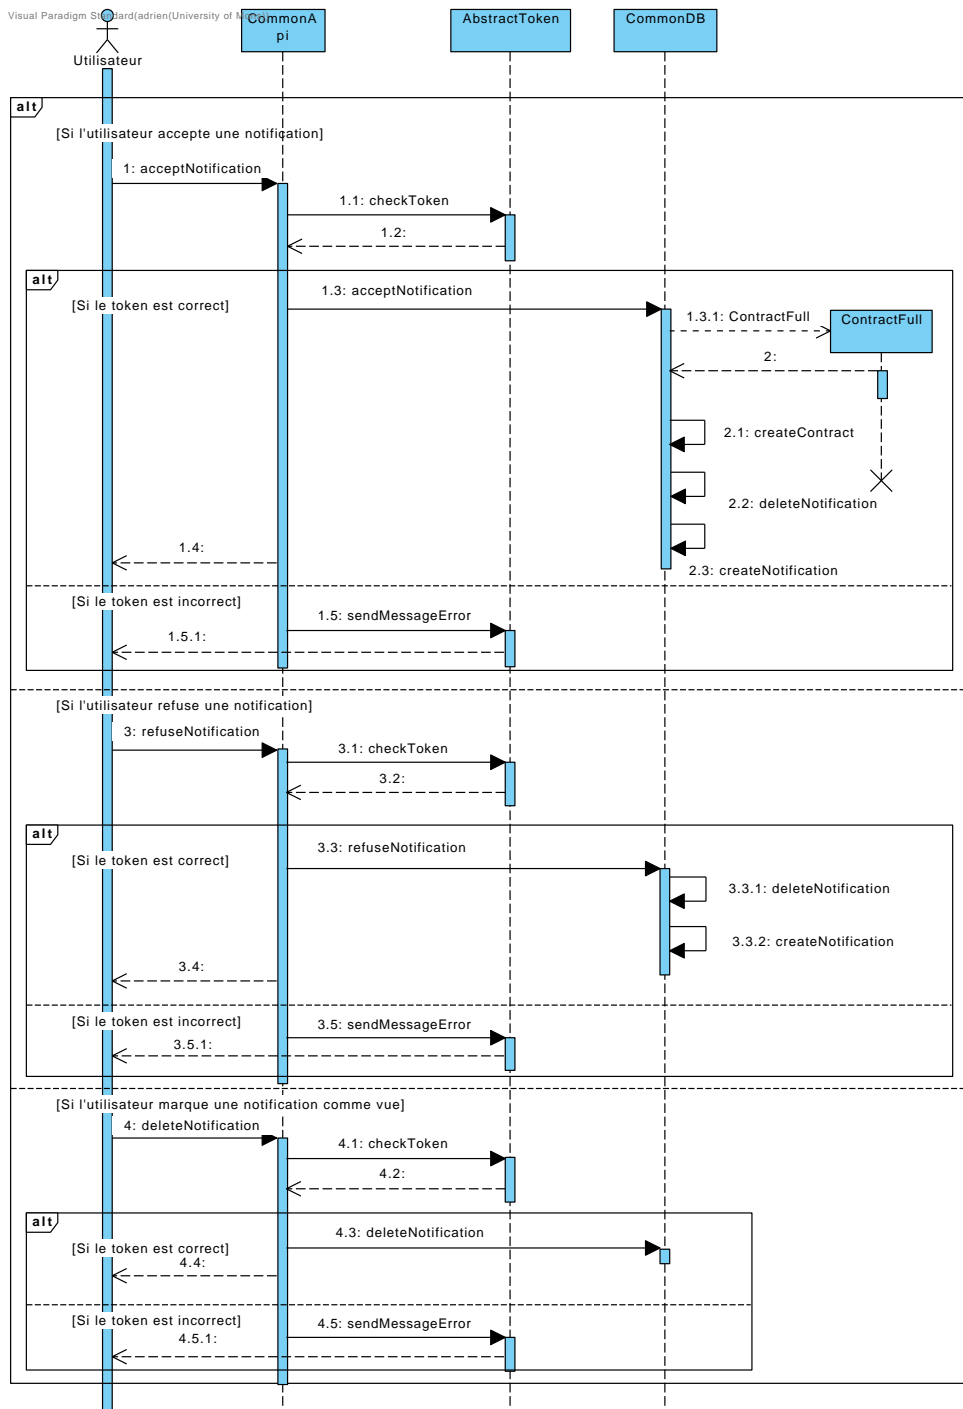 Visual Paradigm Standard(adrien(University of
CommonA
pi
AbstractToken
CommonDB
Utilisateur
alt
[Si l'utilisateur accepte une notification]
1: acceptNotification
1.1: checkToken
1.2:
alt
[Si le token est correct]
1.3: acceptNotification
1.3.1: ContractFull
ContractFull
2:
2.1: createContract
2.2: deleteNotification
1.4:
2.3: createNotification
[Si le token est incorrect]
1.5: sendMessageError
1.5.1:
[Si l'utilisateur refuse une notification]
3: refuseNotification
3.1: checkToken
3.2:
alt
[Si le token est correct]
3.3: refuseNotification
3.3.1: deleteNotification
3.3.2: createNotification
3.4:
[Si le token est incorrect]
3.5: sendMessageError
3.5.1:
[Si l'utilisateur marque une notification comme vue]
4: deleteNotification
4.1: checkToken
4.2:
alt
[Si le token est correct]
4.3: deleteNotification
4.4:
[Si le token est incorrect]
4.5: sendMessageError
4.5.1: